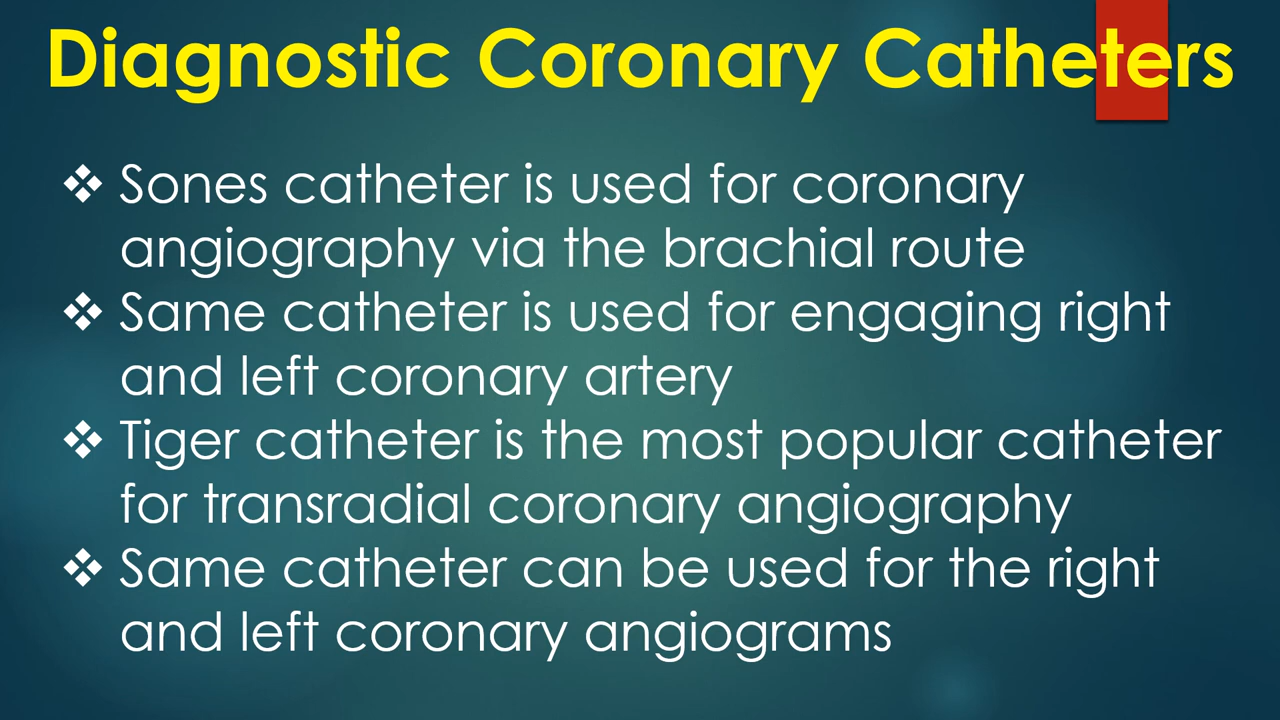 Diagnostic Coronary Catheters
❖ Sones catheter is used for coronary
angiography via the brachial route
❖ Same catheter is used for engaging right
and left coronary artery
❖ Tiger catheter is the most popular catheter
for transradial coronary angiography
❖ Same catheter can be used for the right
and left coronary angiograms